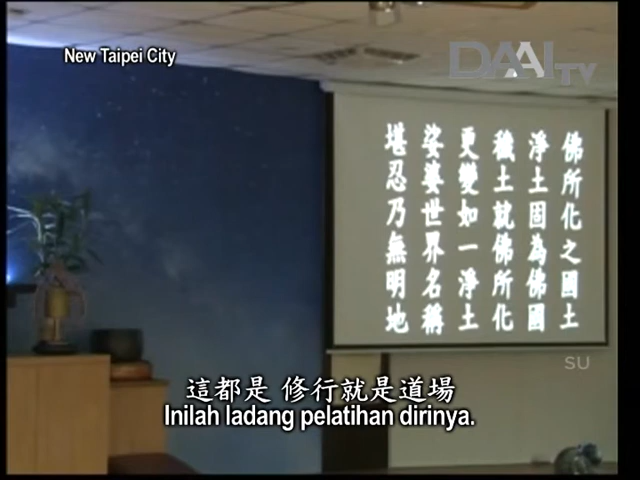 New Taipei City
DAAI TV
佛所化之國土
淨土固為佛國
穢土就佛所化
更變如一淨土
娑婆世界名稱
堪忍乃無明地
SU
這都是 修行就是道場
Inilah ladang pelatihan dirinya.